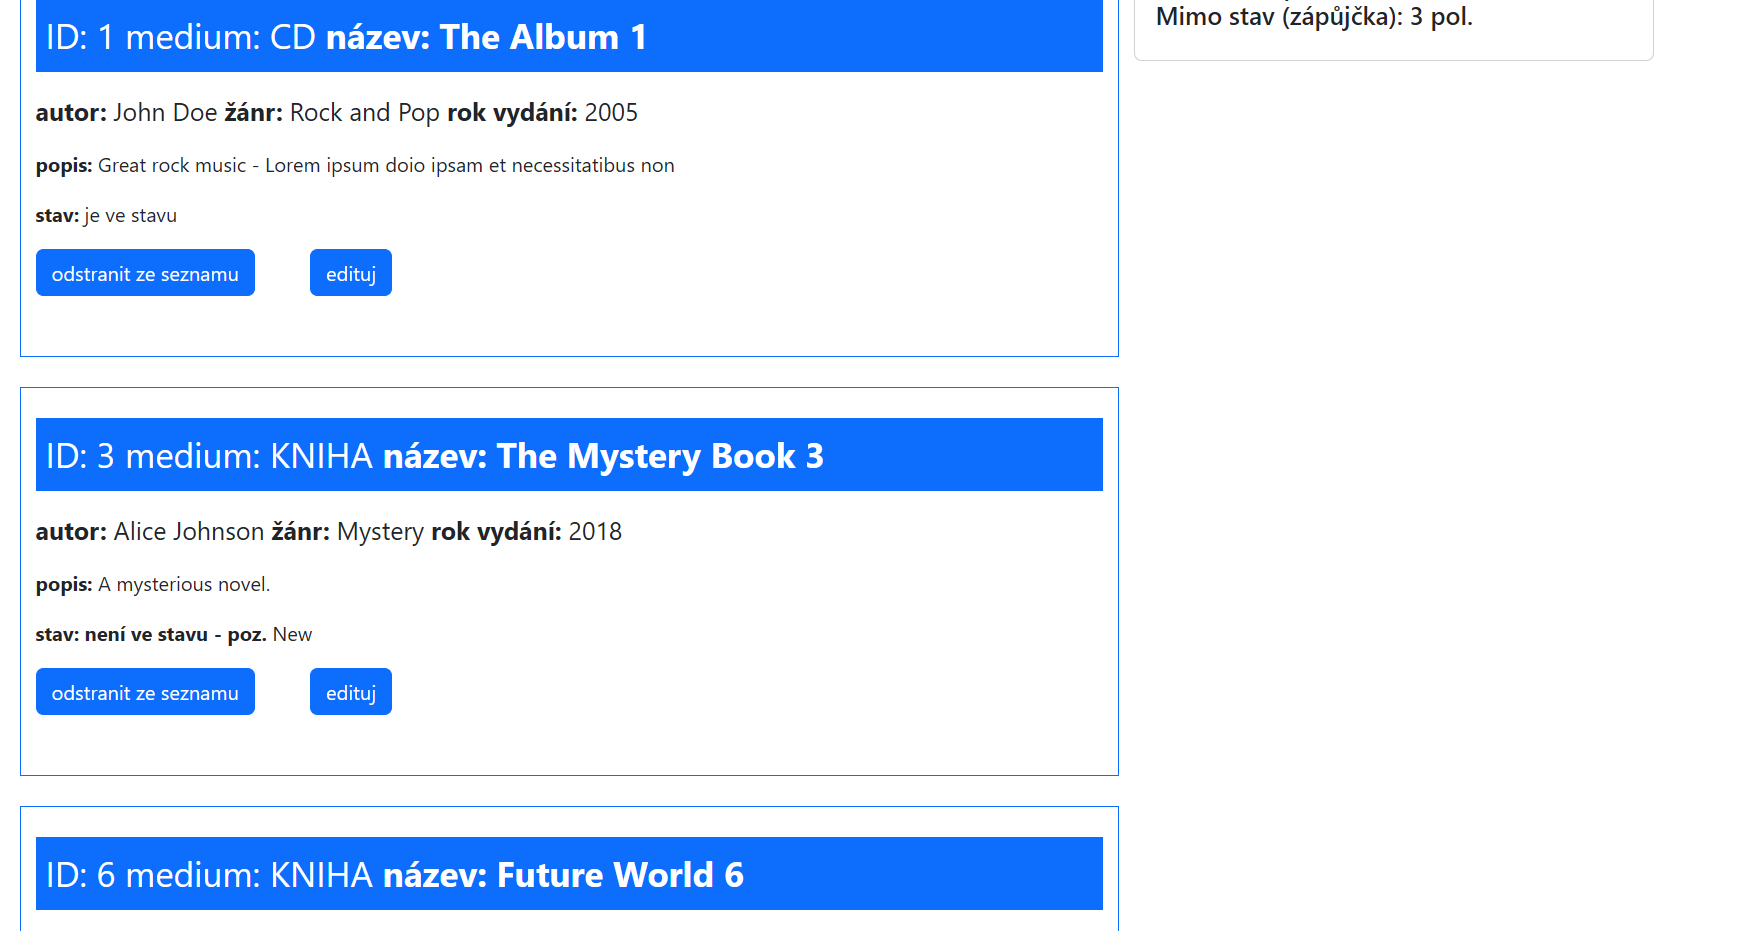 ID: 1 medium: CD název: The Album 1
autor: John Doe žánr: Rock and Pop rok vydání: 2005
popis: Great rock music - Lorem ipsum doio ipsam et necessitatibus non
stav: je ve stavu
odstranit ze seznamu edituj
ID: 3 medium: KNIHA název: The Mystery Book 3
autor: Alice Johnson žánr: Mystery rok vydání: 2018
popis: A mysterious novel.
stav: není ve stavu - poz. New
odstranit ze seznamu edituj
ID: 6 medium: KNIHA název: Future World 6
Mimo stav (zápůjčka): 3 pol.